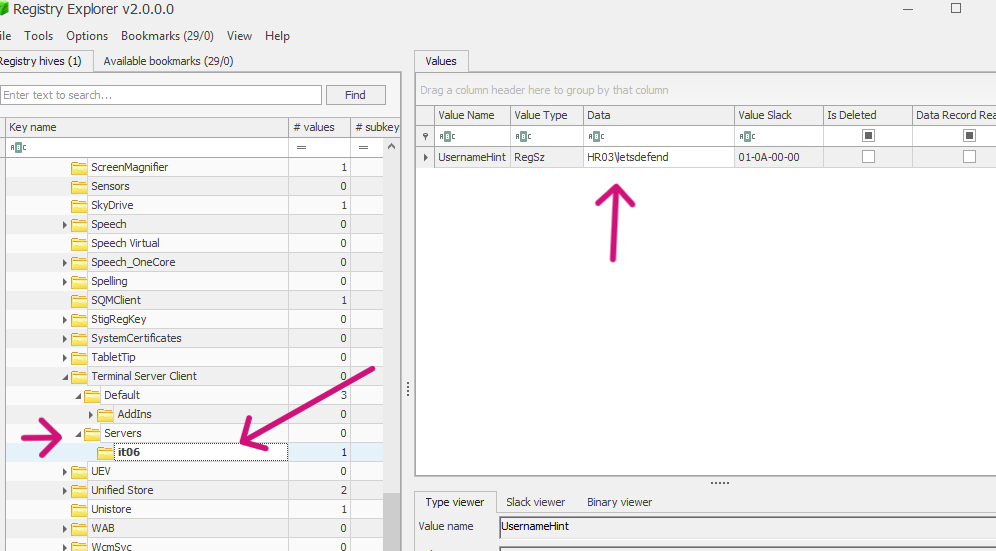 Registry Explorer v2.0.0.0
ile Tools Options Bookmarks (29/0) View Help
Registry hives (1) Available bookmarks (29/0)
Enter text to search... Find
Key name # values # subkey
ABC = =
ScreenMagnifier 1
Sensors 0
SkyDrive 1
Speech 0
Speech Virtual 0
Speech_OneCore 0
Spelling 0
SQMClient 1
StigRegKey 0
SystemCertificates 0
TabletTip 0
Terminal Server Client 0
Default 3
AddIns 0
Servers 0
it06 1
UEV 0
Unified Store 2
Unistore 1
WAB 0
WcmSvc 0
Values
Drag a column header here to group by that column
Value Name Value Type Data Value Slack Is Deleted Data Record Rea
ABC ABC ABC ABC
UsernameHint RegSz HR03\letsdefend 01-0A-00-00
Type viewer Slack viewer Binary viewer
Value name UsernameHint